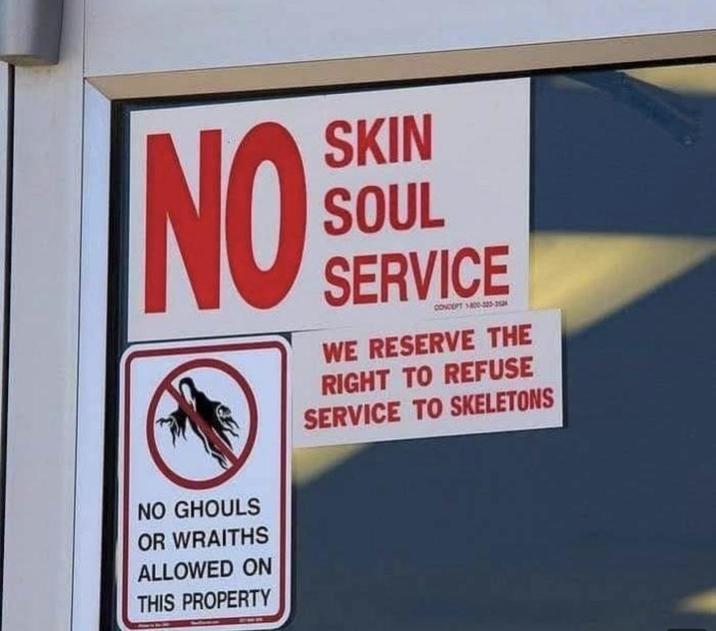 NO SKIN
SOUL
SERVICE
WE RESERVE THE
RIGHT TO REFUSE
SERVICE TO SKELETONS
NO GHOULS
OR WRAITHS
ALLOWED ON
THIS PROPERTY